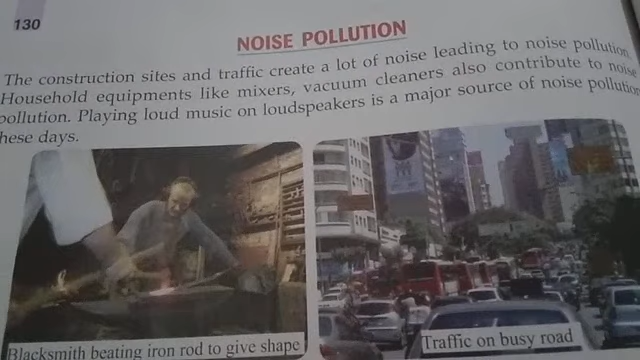 130
NOISE POLLUTION
The construction sites and traffic create a lot of noise leading to noise pollution
Household equipments like mixers, vacuum cleaners also contribute to noise
pollution. Playing loud music on loudspeakers is a major source of noise pollution
hese days.
Blacksmith beating iron rod to give shape
Traffic on busy road